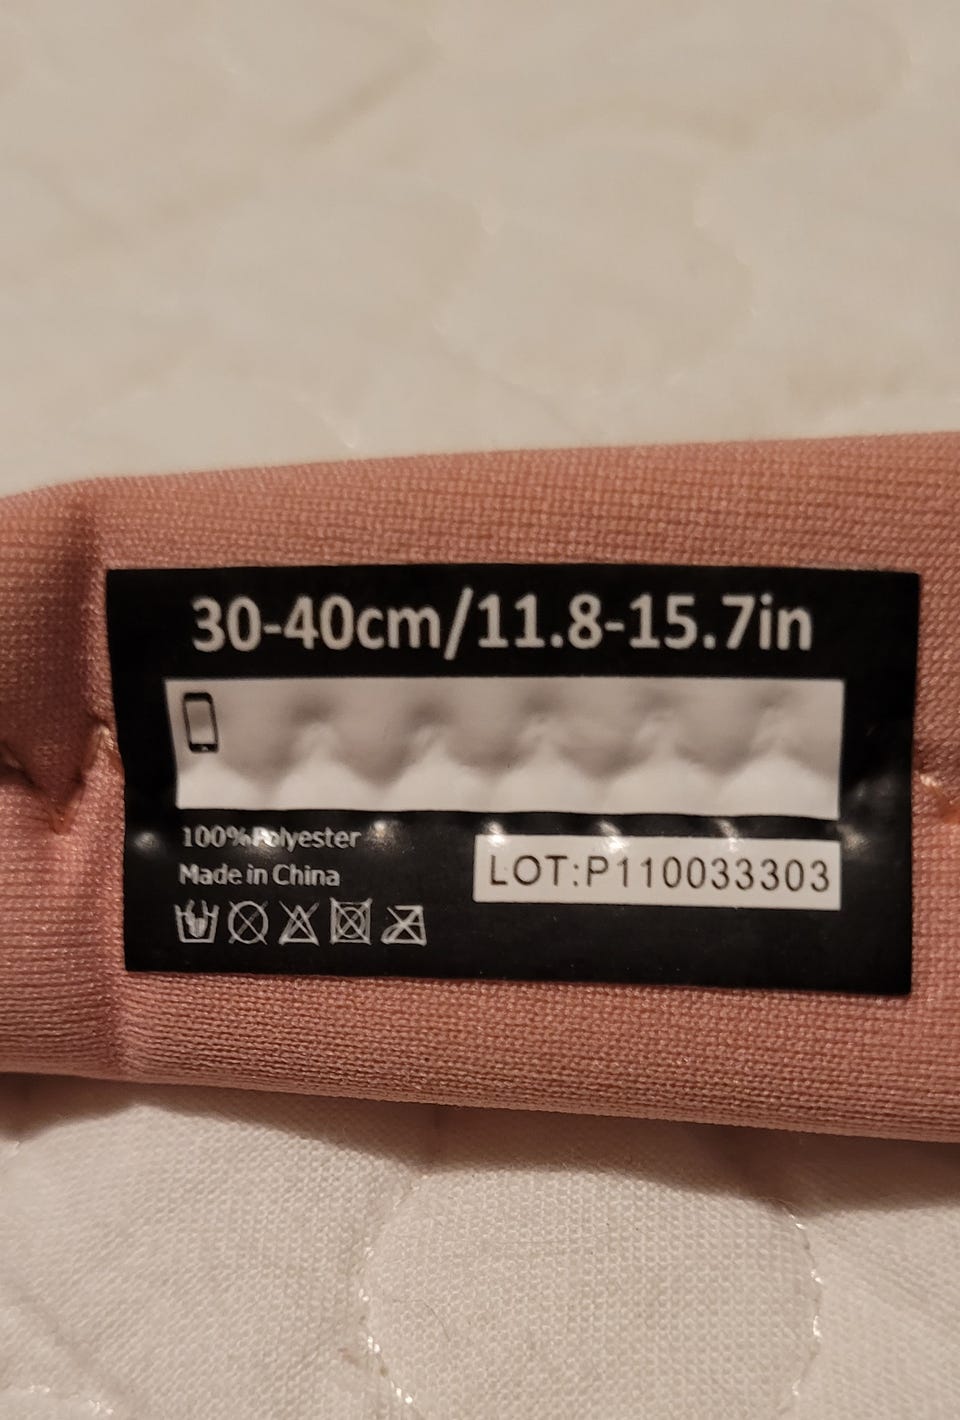 30-40cm/11.8-15.7in
100%Polyester
Made in China
LOT:P110033303